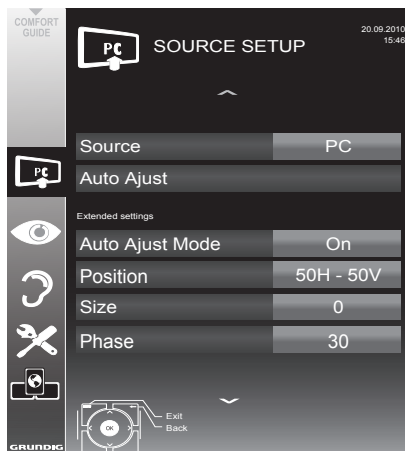 COMFORT
GUIDE
PC
SOURCE SETUP
20.09.2010
15:46
Source PC
PC
Auto Ajust
Extended settings
Auto Ajust Mode On
Position 50H - 50V
Size 0
Phase 30
Exit
OK
Back
GRUNDIG